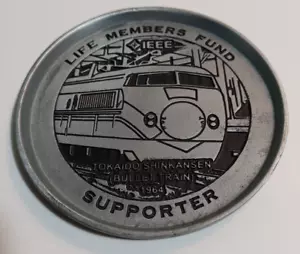 LIFE MEMBERS FUND
IEEE
TOKAIDO SHINKANSEN
(BULLET TRAIN)
1964
SUPPORTER